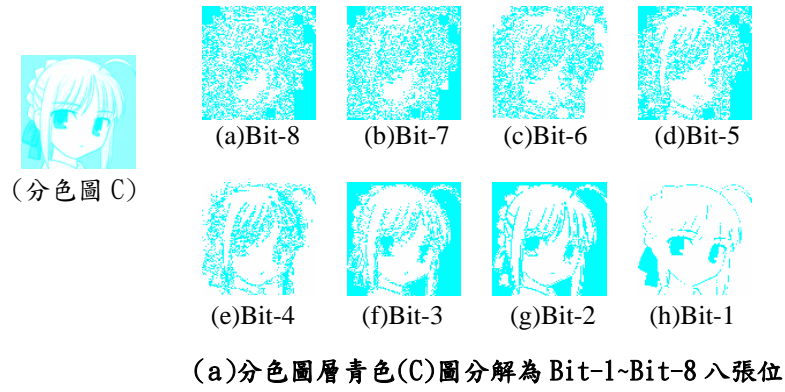 (a)Bit-8 (b)Bit-7 (c)Bit-6 (d)Bit-5
(分色圖 C)
(e)Bit-4 (f)Bit-3 (g)Bit-2 (h)Bit-1
(a)分色圖層青色(C)圖分解為 Bit-1~Bit-8 八張位